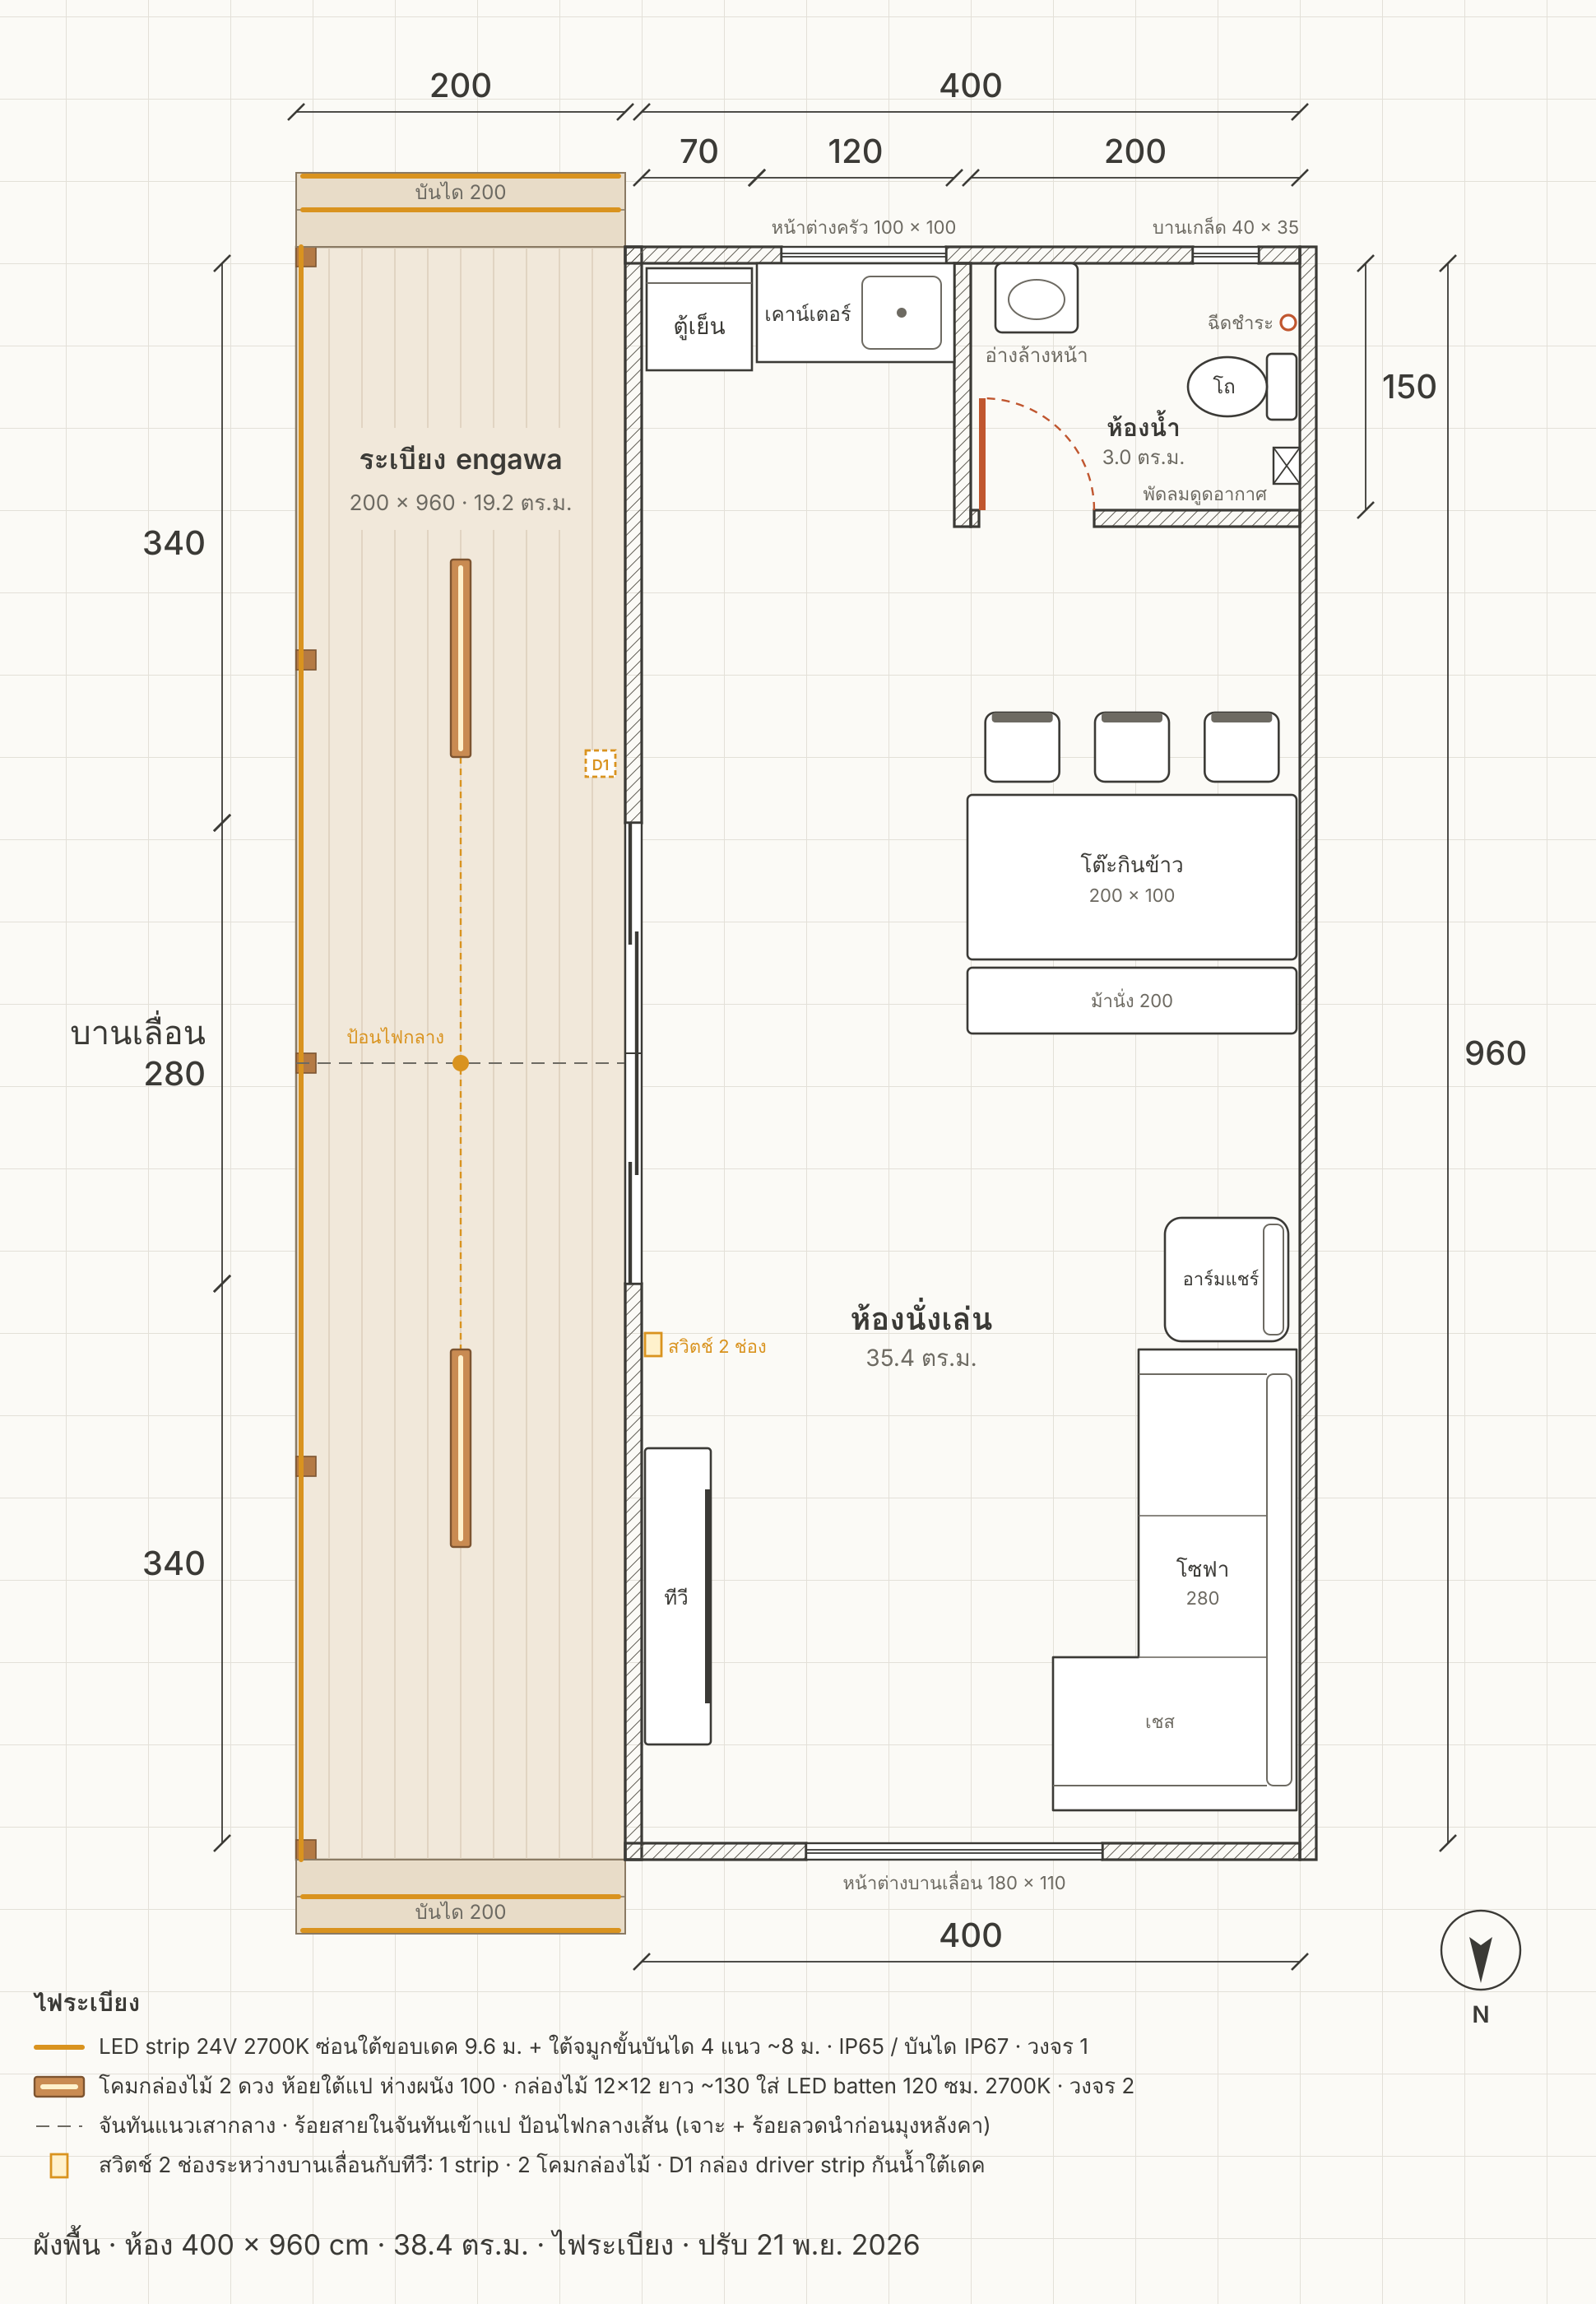 200
400
70
120
200
บันได 200
หน้าต่างครัว 100 × 100
บานเกล็ด 40 × 35
ตู้เย็น
เคาน์เตอร์
ฉีดชำระ
อ่างล้างหน้า
โถ
150
ห้องน้ำ
3.0 ตร.ม.
พัดลมดูดอากาศ
ระเบียง engawa
200 × 960 · 19.2 ตร.ม.
340
D1
โต๊ะกินข้าว
200 × 100
ม้านั่ง 200
บานเลื่อน
280
ป้อนไฟกลาง
960
อาร์มแชร์
ห้องนั่งเล่น
35.4 ตร.ม.
สวิตช์ 2 ช่อง
340
ทีวี
โซฟา
280
เชส
หน้าต่างบานเลื่อน 180 × 110
บันได 200
400
N
ไฟระเบียง
LED strip 24V 2700K ซ่อนใต้ขอบเดค 9.6 ม. + ใต้จมูกขั้นบันได 4 แนว ~8 ม. · IP65 / บันได IP67 · วงจร 1
โคมกล่องไม้ 2 ดวง ห้อยใต้แป ห่างผนัง 100 · กล่องไม้ 12×12 ยาว ~130 ใส่ LED batten 120 ซม. 2700K · วงจร 2
จันทันแนวเสากลาง · ร้อยสายในจันทันเข้าแป ป้อนไฟกลางเส้น (เจาะ + ร้อยลวดนำก่อนมุงหลังคา)
สวิตช์ 2 ช่องระหว่างบานเลื่อนกับทีวี: 1 strip · 2 โคมกล่องไม้ · D1 กล่อง driver strip กันน้ำใต้เดค
ผังพื้น · ห้อง 400 × 960 cm · 38.4 ตร.ม. · ไฟระเบียง · ปรับ 21 พ.ย. 2026